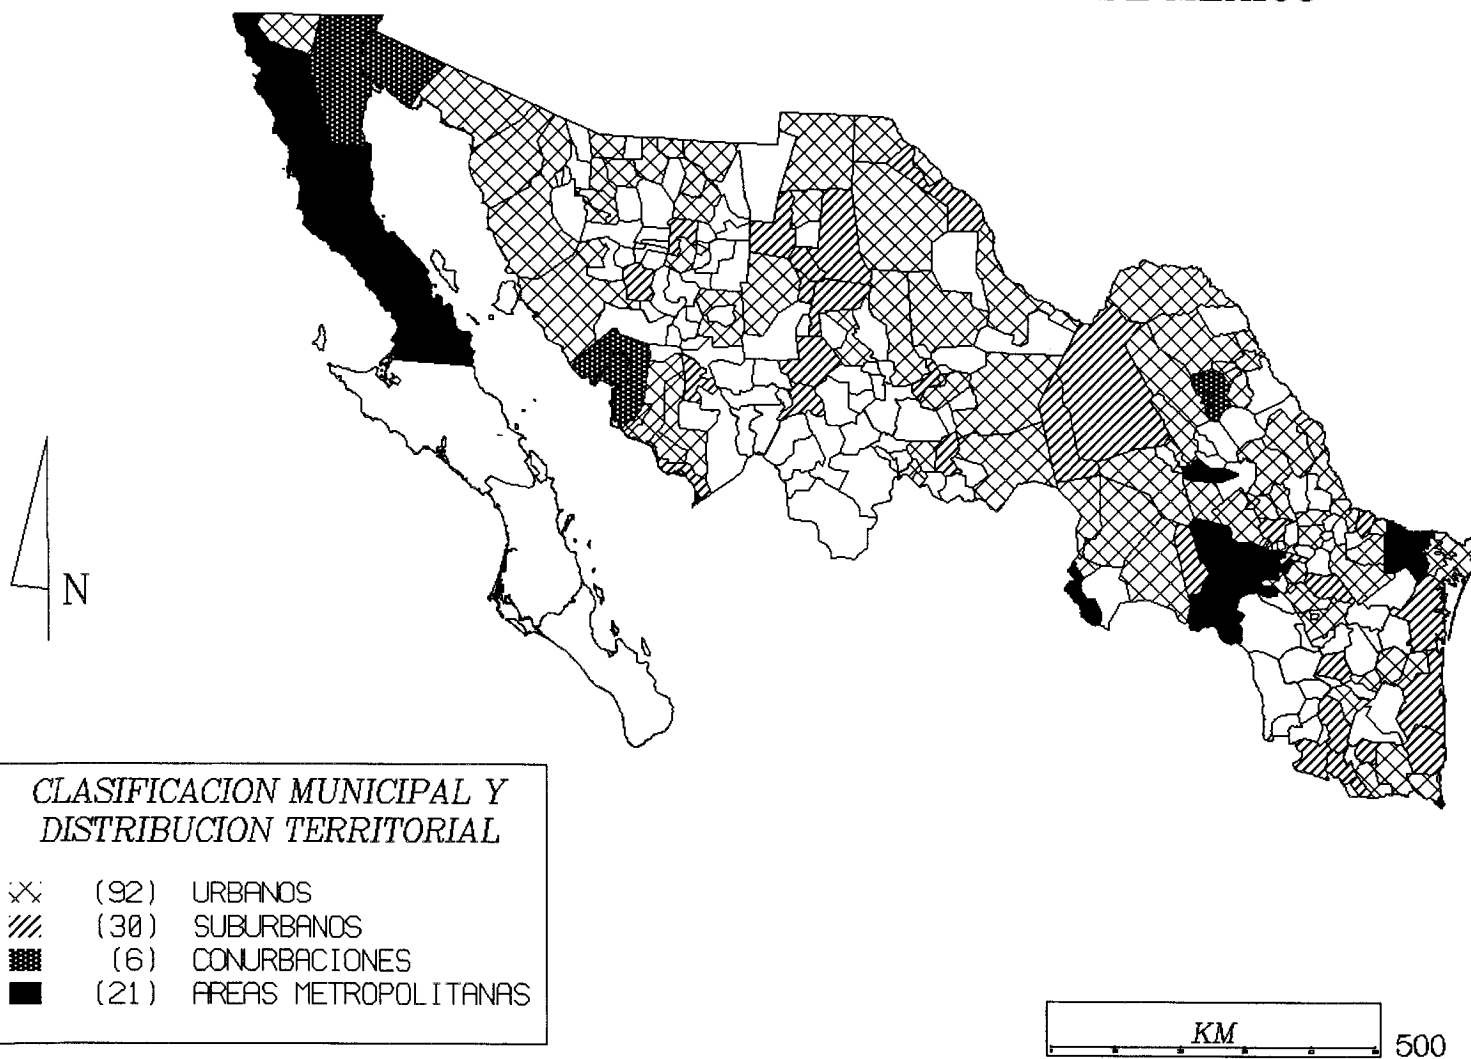 N
CLASIFICACION MUNICIPAL Y
DISTRIBUCION TERRITORIAL
(92) URBANOS
(30) SUBURBANOS
(6) CONURBACIONES
(21) AREAS METROPOLITANAS
KM
500